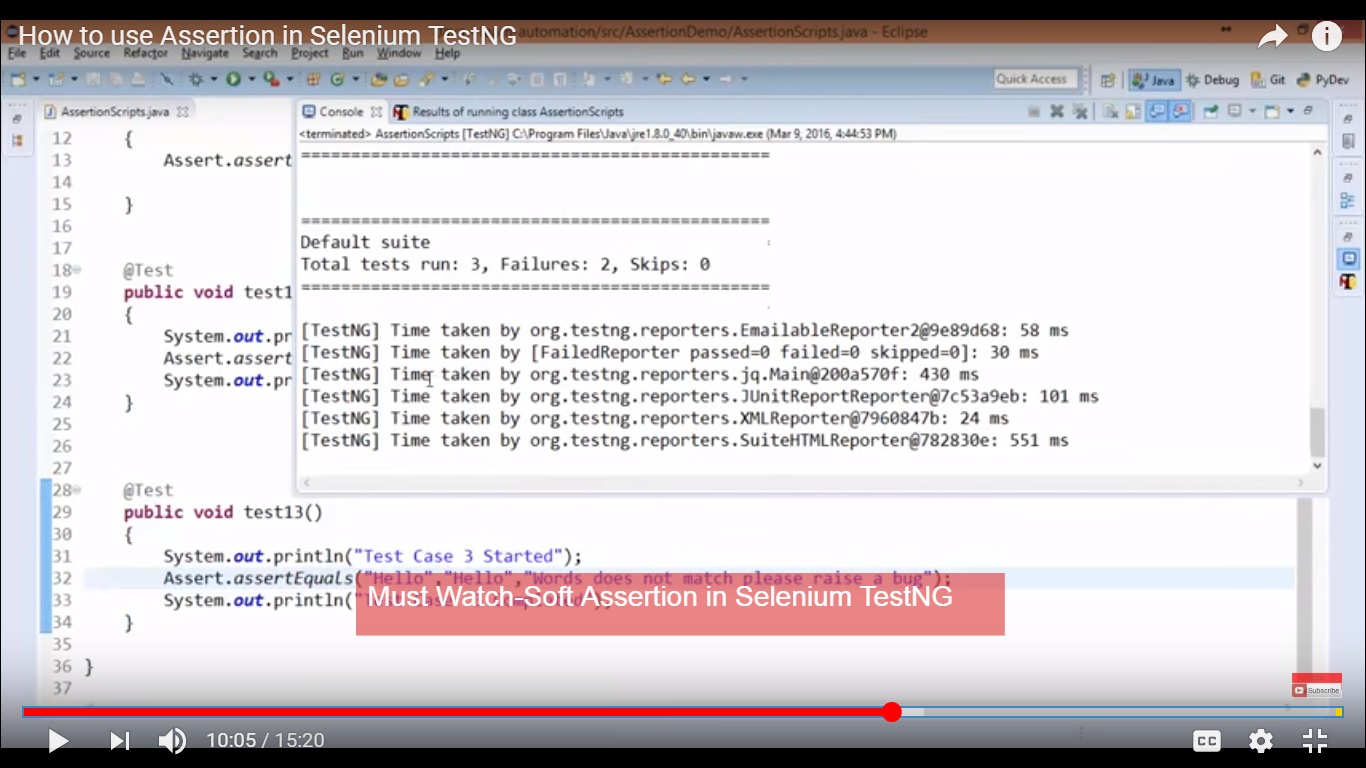 How to use Assertion in Selenium TestNG
automation/src/AssertionDemo/AssertionScripts.java - Eclipse
File Edit Source Refactor Navigate Search Project Run Window Help
Quick Access Java Debug Git PyDev
AssertionScripts.java
Console Results of running class AssertionScripts
<terminated> AssertionScripts [TestNG] C:\Program Files\Java\jre1.8.0_40\bin\javaw.exe (Mar 9, 2016, 4:44:53 PM)
12 {
13 Assert.assert
14
15 }
16
17
18 @Test
19 public void test1
20 {
21 System.out.pr
22 Assert.assert
23 System.out.pr
24 }
25
26
27
===============================================
===============================================
Default suite
Total tests run: 3, Failures: 2, Skips: 0
===============================================
[TestNG] Time taken by org.testng.reporters.EmailableReporter2@9e89d68: 58 ms
[TestNG] Time taken by [FailedReporter passed=0 failed=0 skipped=0]: 30 ms
[TestNG] Time taken by org.testng.reporters.jq.Main@200a570f: 430 ms
[TestNG] Time taken by org.testng.reporters.JUnitReportReporter@7c53a9eb: 101 ms
[TestNG] Time taken by org.testng.reporters.XMLReporter@7960847b: 24 ms
[TestNG] Time taken by org.testng.reporters.SuiteHTMLReporter@782830e: 551 ms
28 @Test
29 public void test13()
30 {
31 System.out.println("Test Case 3 Started");
32 Assert.assertEquals("Hello","Hello","Words does not match please raise a bug");
33 System.out.println("
Must Watch-Soft Assertion in Selenium TestNG
34 }
35
36 }
37
Subscribe
10:05 / 15:20
CC